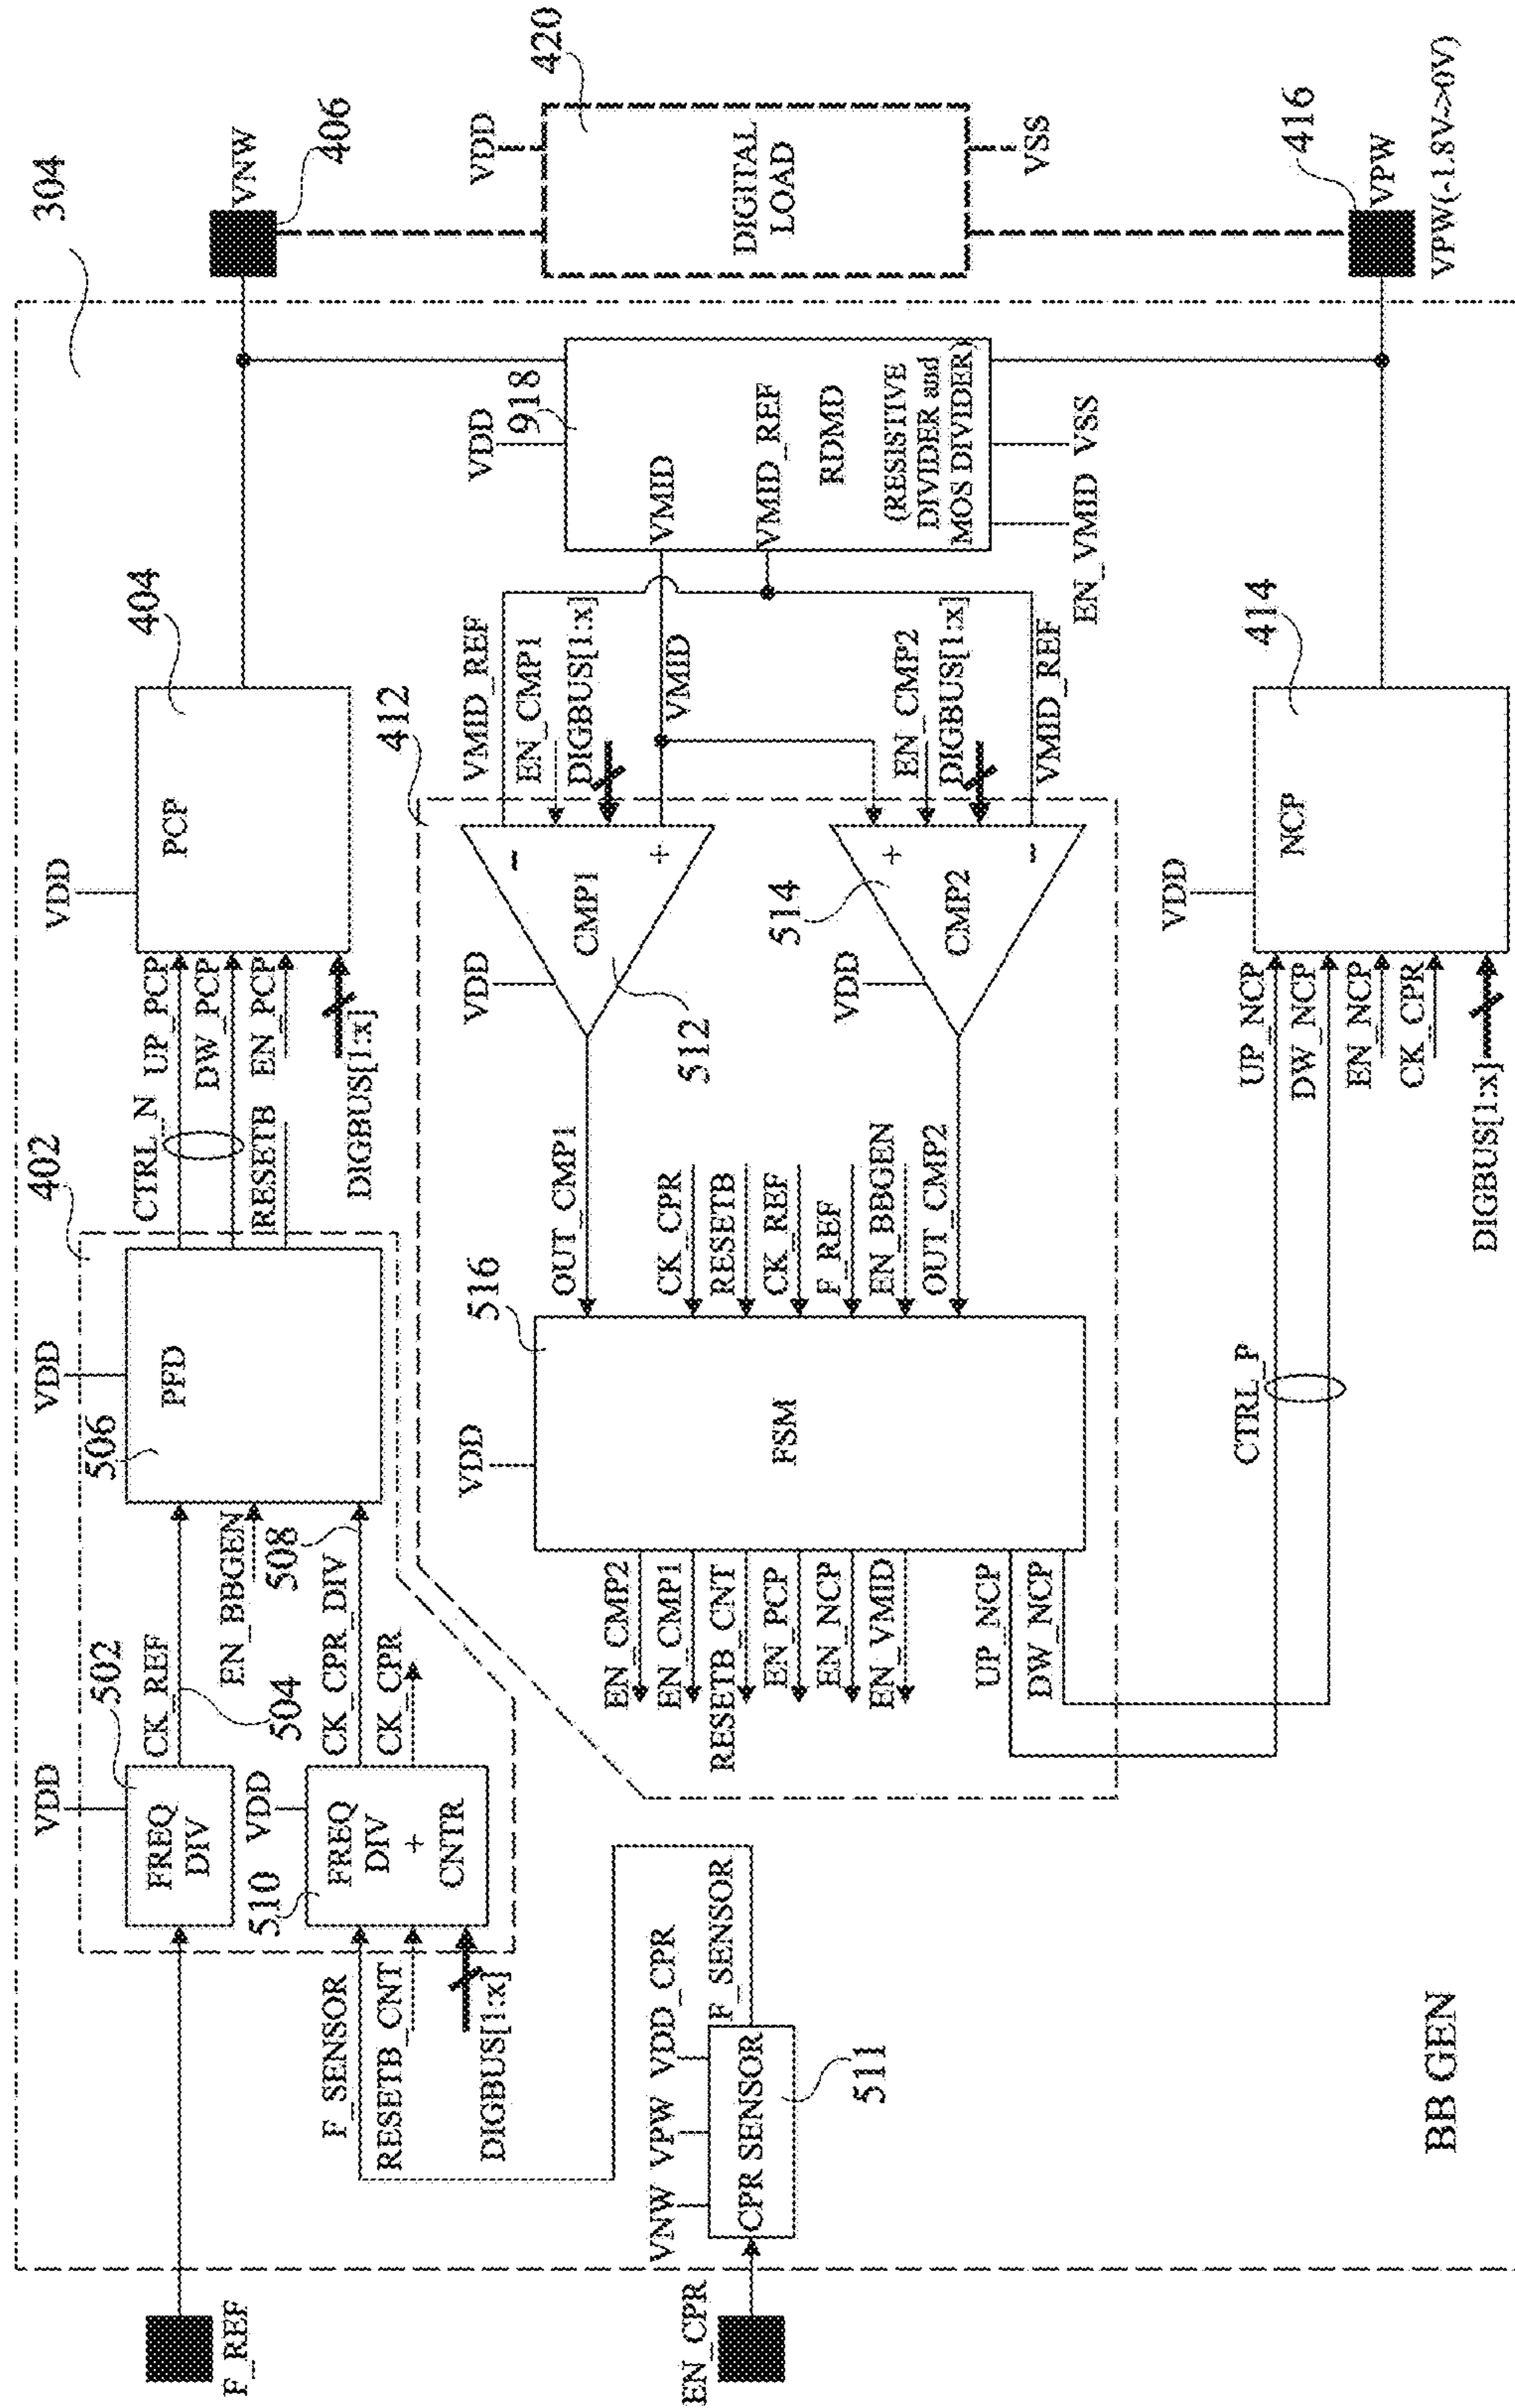 304
VNW
406
VDD
420
DIGITAL
LOAD
VSS
416
VPW
VPW(-1.8V->0V)
F_REF
VDD
502
FREQ
DIV
CK_REF
504
VDD
510
FREQ
DIV
+
CNTR
F_SENSOR
RESETB_CNT
DIGBUS[1:x]
CK_CPR_DIV
508
CK_CPR
EN_BBGEN
VDD
506
PFD
402
CTRL_N
UP_PCP
DW_PCP
RESETB
EN_PCP
DIGBUS[1:x]
VDD
PCP
404
EN_CPR
VNW
VPW
VDD_CPR
CPR SENSOR
511
F_SENSOR
412
EN_CMP2
EN_CMP1
RESETB_CNT
EN_PCP
EN_NCP
EN_VMID
UP_NCP
DW_NCP
VDD
516
FSM
OUT_CMP1
CK_CPR
RESETB
CK_REF
F_REF
EN_BBGEN
OUT_CMP2
VDD
512
CMP1
-
+
VDD
514
CMP2
+
-
VMID_REF
EN_CMP1
DIGBUS[1:x]
VMID
EN_CMP2
DIGBUS[1:x]
VMID_REF
VDD
918
VMID
VMID_REF
RDMD
(RESISTIVE
DIVIDER and
MOS DIVIDER)
EN_VMID
VSS
CTRL_P
UP_NCP
DW_NCP
EN_NCP
CK_CPR
DIGBUS[1:x]
VDD
NCP
414
BB GEN